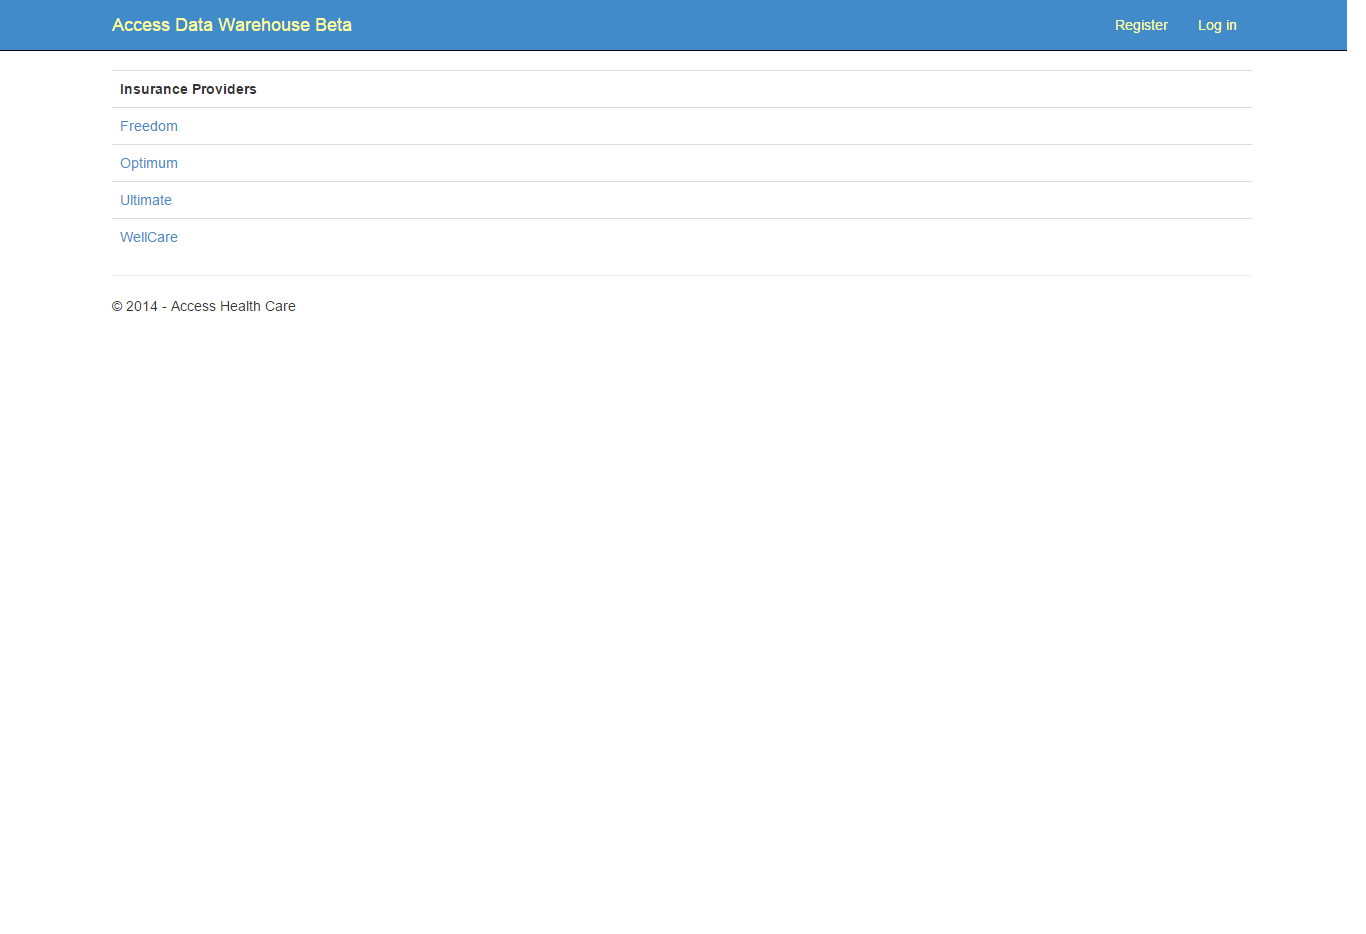 Access Data Warehouse Beta Register Log in
Insurance Providers
Freedom
Optimum
Ultimate
WellCare
© 2014 - Access Health Care